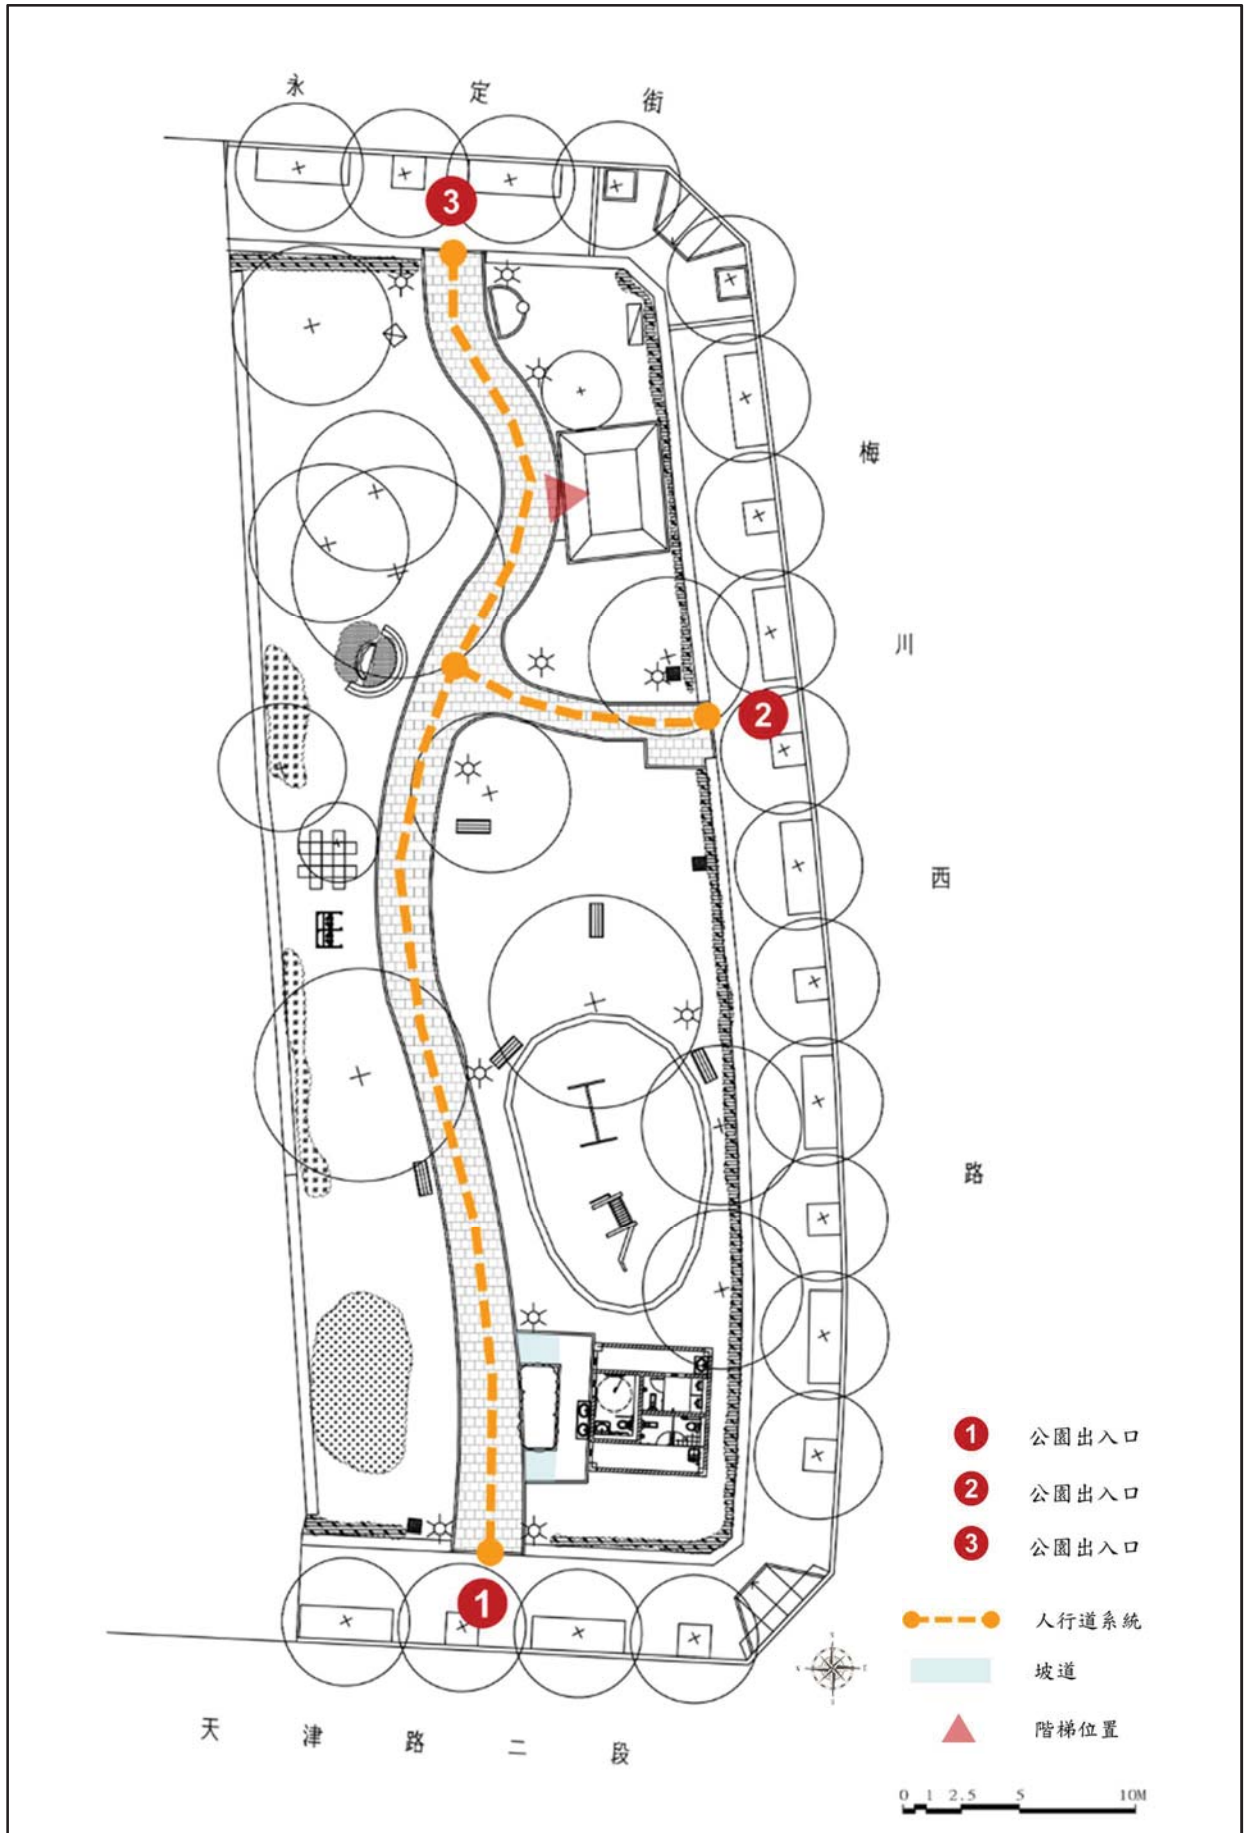 永定街
3
梅川西路
2
1
天津路二段
1 公園出入口
2 公園出入口
3 公園出入口
人行道系統
坡道
階梯位置
0 1 2.5 5 10M